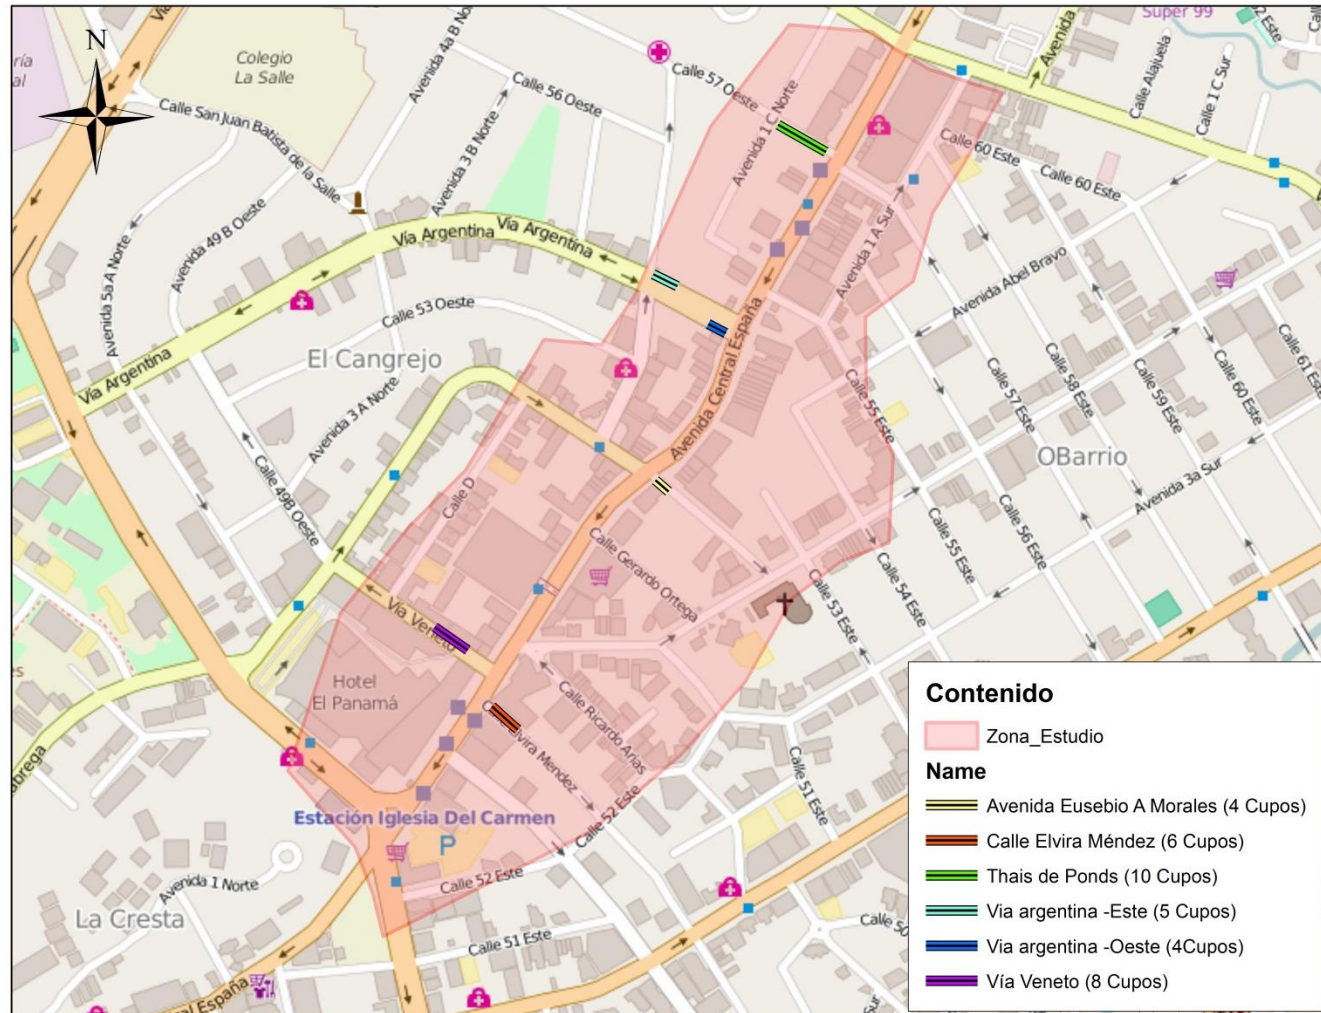 Super 99
N
Colegio
La Salle
Avenida 4a B Norte
Calle 57 Oeste
Calle 56 Oeste
Avenida
Calle Alajuela
Calle 1 C Sur
Calle San Juan Batista de la Salle
Avenida 3 B Norte
Avenida 1 C Norte
Calle 60 Este
Calle 60 Este
Avenida 49 B Oeste
Avenida 5a A Norte
Vía Argentina
Vía Argentina
Avenida 1 A Sur
Avenida Abel Bravo
Calle 53 Oeste
El Cangrejo
Vía Argentina
Avenida 3 A Norte
Avenida Central España
Calle 55 Este
Calle 57 Este
Calle 58 Este
Calle 59 Este
Calle 60 Este
Calle 61 Este
OBarrio
Avenida 3a Sur
Calle 49B Oeste
Calle D
Calle 55 Este
Calle 56 Este
Calle Gerardo Ortega
Calle 53 Este
Calle 54 Este
Vía Veneto
Hotel
El Panamá
Calle Ricardo Arias
Elvira Mendez
Calle 52 Este
Calle 51 Este
Estación Iglesia Del Carmen
P
Calle 52 Este
Avenida 1 Norte
La Cresta
Calle 51 Este
Calle 50
Sur
España
Contenido
Zona_Estudio
Name
Avenida Eusebio A Morales (4 Cupos)
Calle Elvira Méndez (6 Cupos)
Thais de Ponds (10 Cupos)
Via argentina -Este (5 Cupos)
Via argentina -Oeste (4Cupos)
Vía Veneto (8 Cupos)